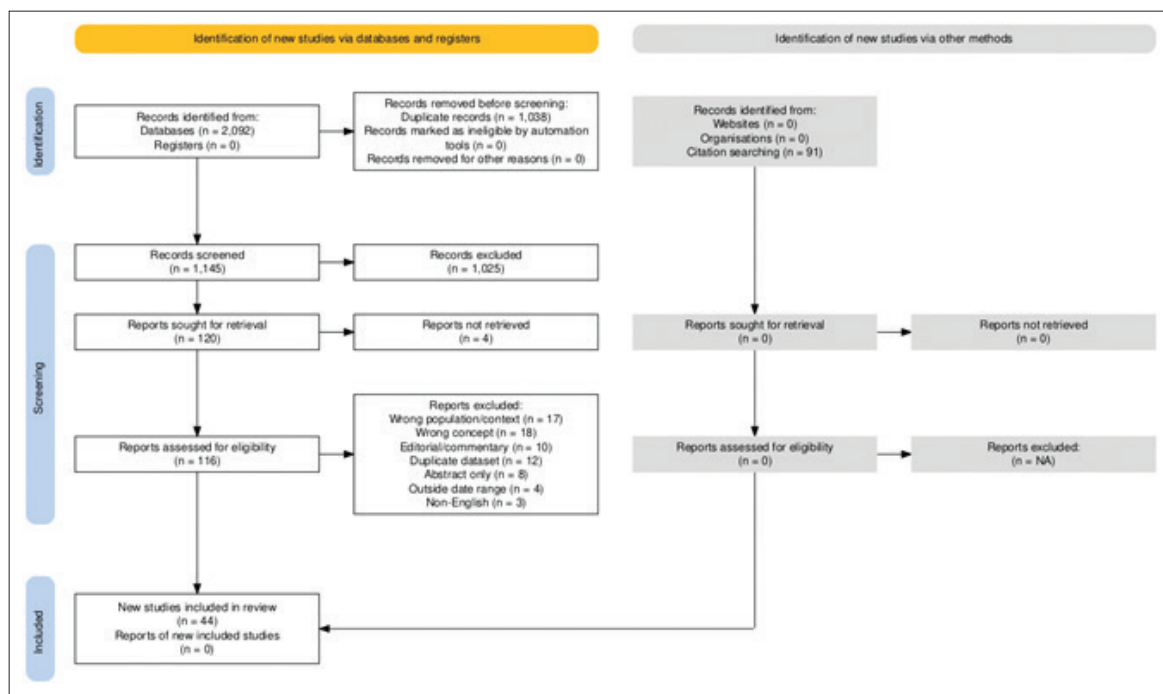 Identification of new studies via databases and registers
Identification of new studies via other methods
Identification
Records identified from:
Databases (n = 2,092)
Registers (n = 0)
Records removed before screening:
Duplicate records (n = 1,038)
Records marked as ineligible by automation
tools (n = 0)
Records removed for other reasons (n = 0)
Records identified from:
Websites (n = 0)
Organisations (n = 0)
Citation searching (n = 91)
Screening
Records screened
(n = 1,145)
Records excluded
(n = 1,025)
Reports sought for retrieval
(n = 120)
Reports not retrieved
(n = 4)
Reports sought for retrieval
(n = 0)
Reports not retrieved
(n = 0)
Reports assessed for eligibility
(n = 116)
Reports excluded:
Wrong population/context (n = 17)
Wrong concept (n = 18)
Editorial/commentary (n = 10)
Duplicate dataset (n = 12)
Abstract only (n = 8)
Outside date range (n = 4)
Non-English (n = 3)
Reports assessed for eligibility
(n = 0)
Reports excluded:
(n = NA)
Included
New studies included in review
(n = 44)
Reports of new included studies
(n = 0)